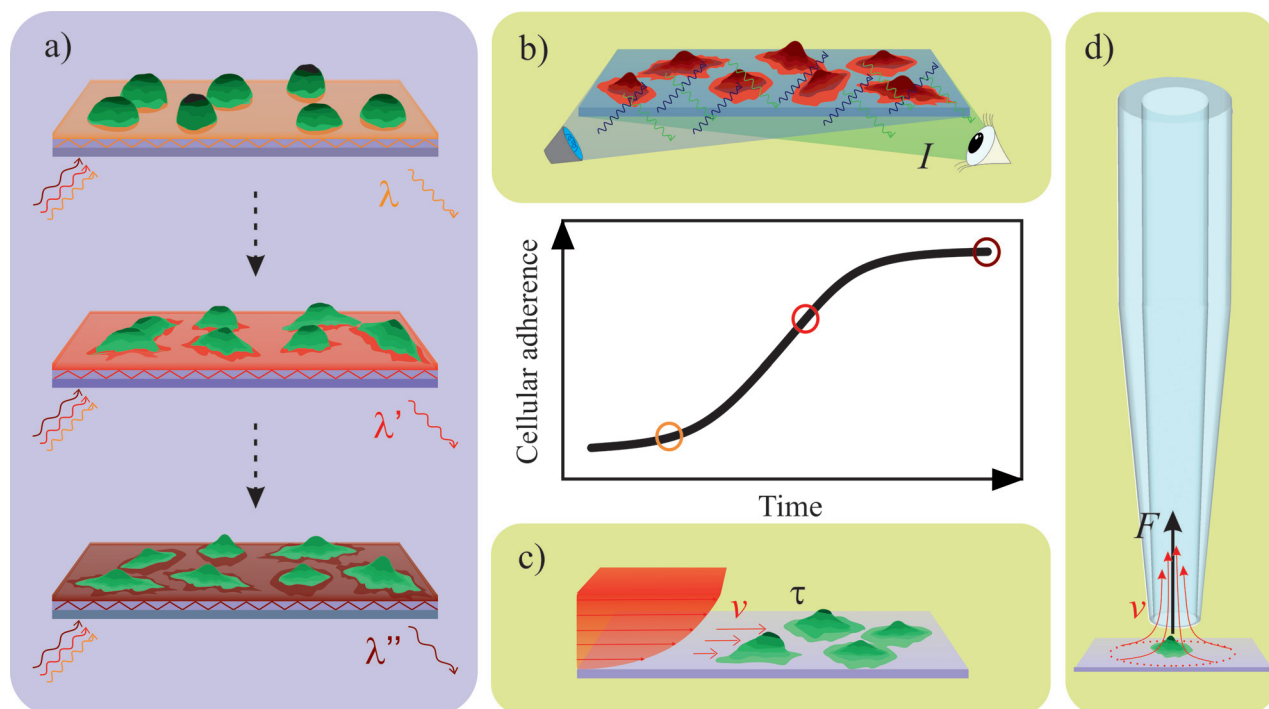 a)
λ
λ’
λ”
b)
I
Cellular adherence
Time
c)
v
τ
d)
F
v